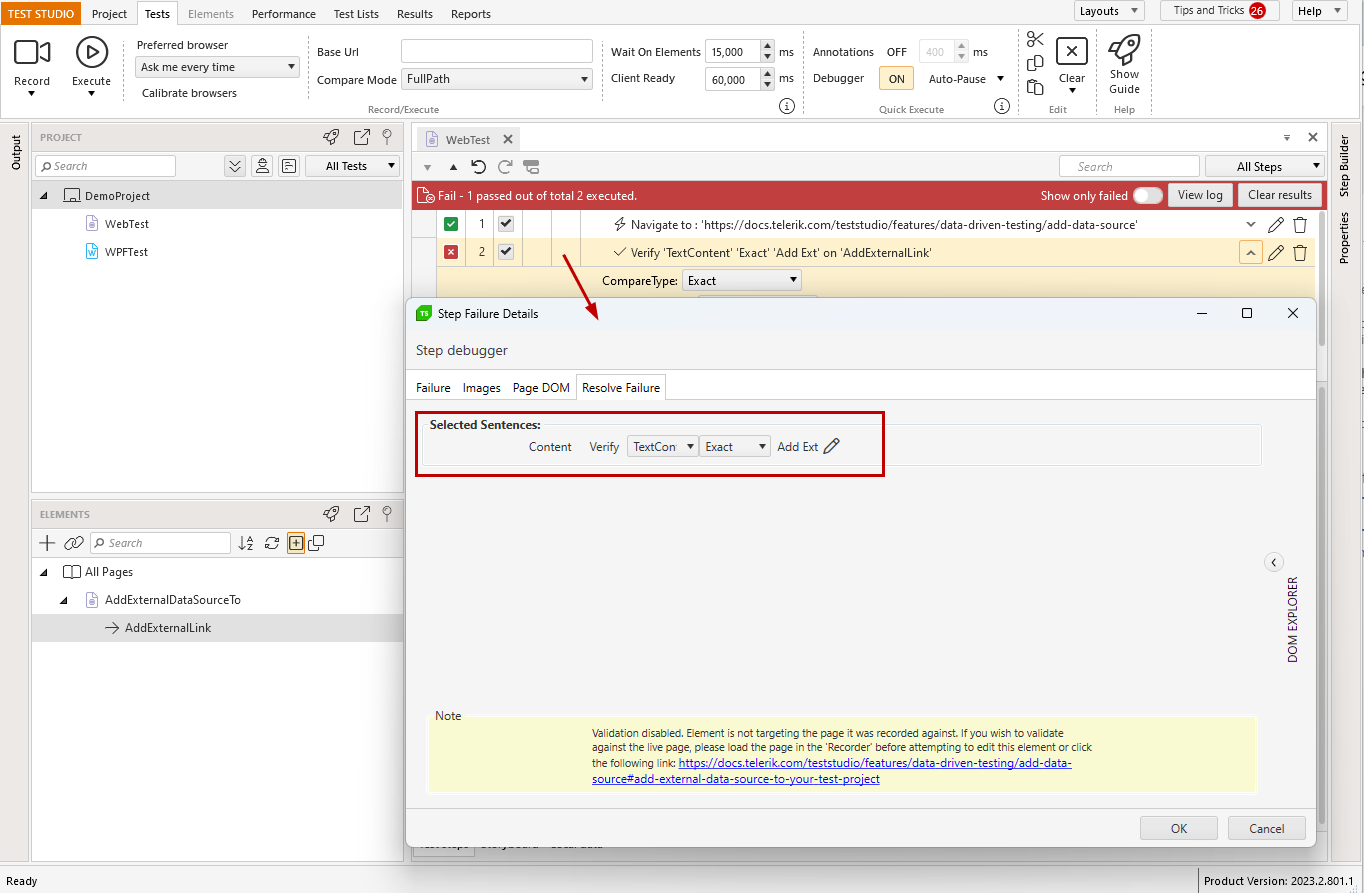 TEST STUDIO Project Tests Elements Performance Test Lists Results Reports Layouts Tips and Tricks 26 Help
Record
Execute
Preferred browser
Ask me every time
Calibrate browsers
Base Url
Compare Mode FullPath
Record/Execute
Wait On Elements 15,000 ms
Client Ready 60,000 ms
Annotations OFF 400 ms
Debugger ON Auto-Pause
Quick Execute
Clear
Edit
Show
Guide
Help
Output
PROJECT
Search All Tests
DemoProject
WebTest
WPFTest
ELEMENTS
Search
All Pages
AddExternalDataSourceTo
AddExternalLink
WebTest
Search All Steps
Fail - 1 passed out of total 2 executed. Show only failed View log Clear results
1 Navigate to : 'https://docs.telerik.com/teststudio/features/data-driven-testing/add-data-source'
2 Verify 'TextContent' 'Exact' 'Add Ext' on 'AddExternalLink'
CompareType: Exact
Step Builder
Properties
TS Step Failure Details
Step debugger
Failure Images Page DOM Resolve Failure
Selected Sentences:
Content Verify TextCon Exact Add Ext
DOM EXPLORER
Note
Validation disabled. Element is not targeting the page it was recorded against. If you wish to validate
against the live page, please load the page in the 'Recorder' before attempting to edit this element or click
the following link: https://docs.telerik.com/teststudio/features/data-driven-testing/add-data-
source#add-external-data-source-to-your-test-project
OK Cancel
Ready
Product Version: 2023.2.801.1